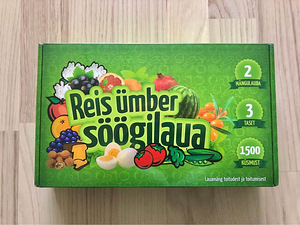 Reis ümber
söögilaua
2
MÄNGULAUDA
3
TASET
1500
KÜSIMUST
Lauamäng toitudest ja toitumisest